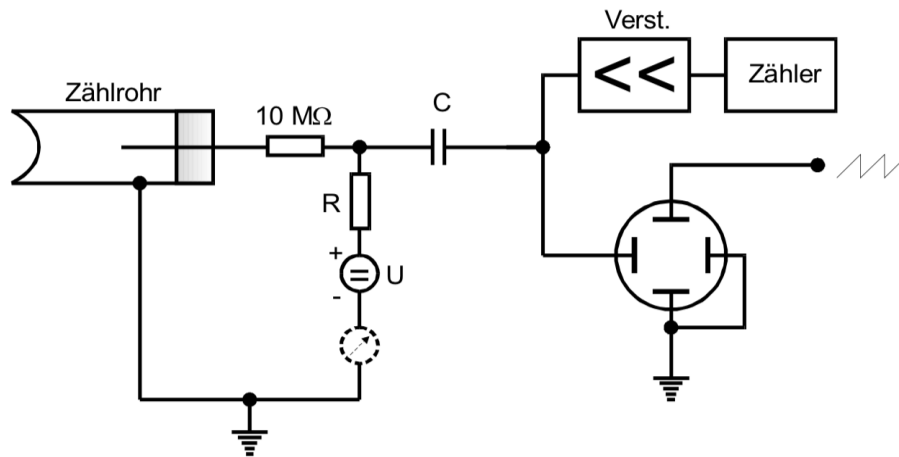 Verst.
<<
Zähler
Zählrohr
10 MΩ
C
R
+
=
U
-